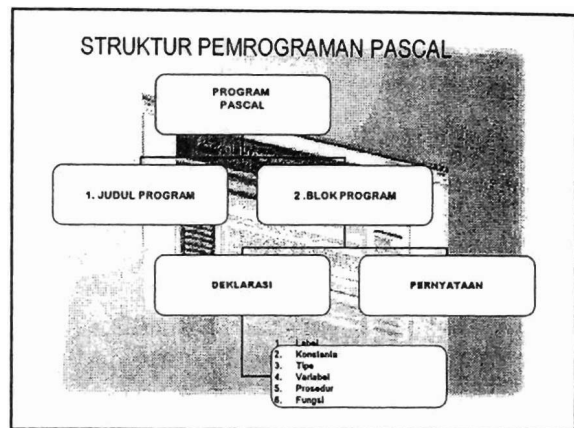 STRUKTUR PEMROGRAMAN PASCAL
PROGRAM
PASCAL
1. JUDUL PROGRAM
2 .BLOK PROGRAM
DEKLARASI
PERNYATAAN
1. Label
2. Konstanta
3. Tipe
4. Variabel
5. Prosedur
6. Fungsi